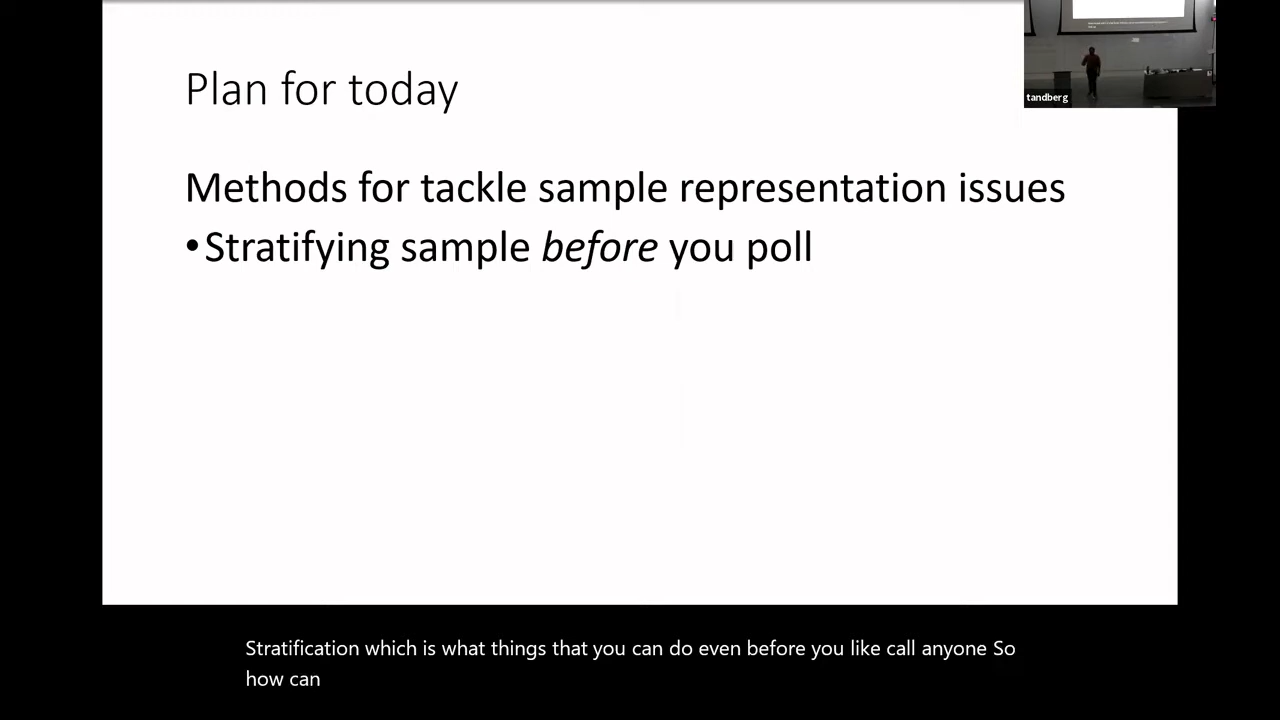 Plan for today
tandberg
Methods for tackle sample representation issues
•Stratifying sample before you poll
Stratification which is what things that you can do even before you like call anyone So
how can